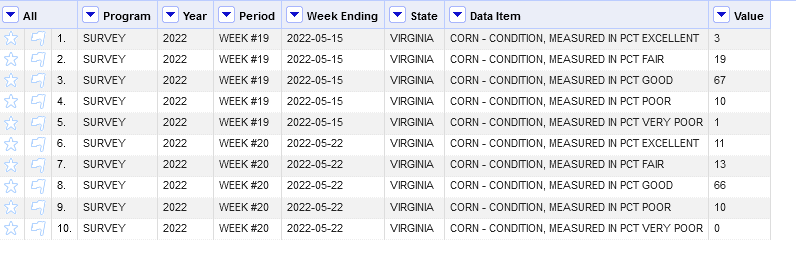 All Program Year Period Week Ending State Data Item Value
1. SURVEY 2022 WEEK #19 2022-05-15 VIRGINIA CORN - CONDITION, MEASURED IN PCT EXCELLENT 3
2. SURVEY 2022 WEEK #19 2022-05-15 VIRGINIA CORN - CONDITION, MEASURED IN PCT FAIR 19
3. SURVEY 2022 WEEK #19 2022-05-15 VIRGINIA CORN - CONDITION, MEASURED IN PCT GOOD 67
4. SURVEY 2022 WEEK #19 2022-05-15 VIRGINIA CORN - CONDITION, MEASURED IN PCT POOR 10
5. SURVEY 2022 WEEK #19 2022-05-15 VIRGINIA CORN - CONDITION, MEASURED IN PCT VERY POOR 1
6. SURVEY 2022 WEEK #20 2022-05-22 VIRGINIA CORN - CONDITION, MEASURED IN PCT EXCELLENT 11
7. SURVEY 2022 WEEK #20 2022-05-22 VIRGINIA CORN - CONDITION, MEASURED IN PCT FAIR 13
8. SURVEY 2022 WEEK #20 2022-05-22 VIRGINIA CORN - CONDITION, MEASURED IN PCT GOOD 66
9. SURVEY 2022 WEEK #20 2022-05-22 VIRGINIA CORN - CONDITION, MEASURED IN PCT POOR 10
10. SURVEY 2022 WEEK #20 2022-05-22 VIRGINIA CORN - CONDITION, MEASURED IN PCT VERY POOR 0